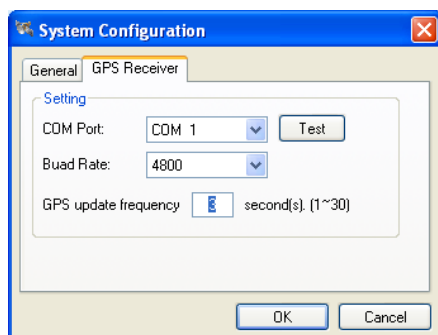 System Configuration
General GPS Receiver
Setting
COM Port: COM 1 Test
Buad Rate: 4800
GPS update frequency 3 second(s). (1~30)
OK Cancel